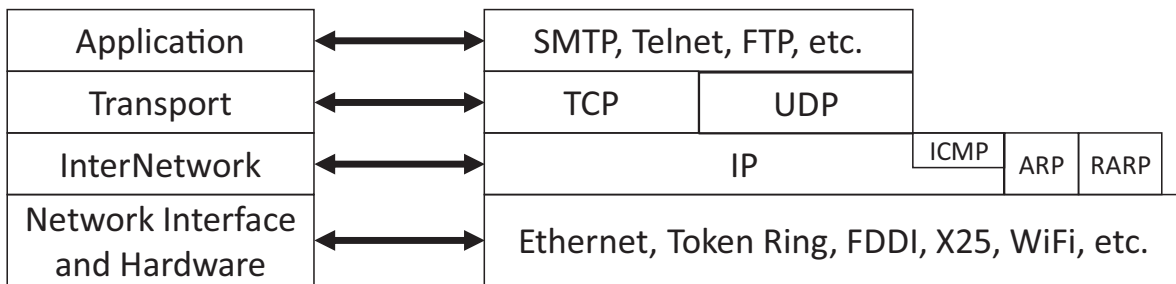 Application
SMTP, Telnet, FTP, etc.
Transport
TCP
UDP
InterNetwork
IP
ICMP
ARP
RARP
Network Interface
and Hardware
Ethernet, Token Ring, FDDI, X25, WiFi, etc.